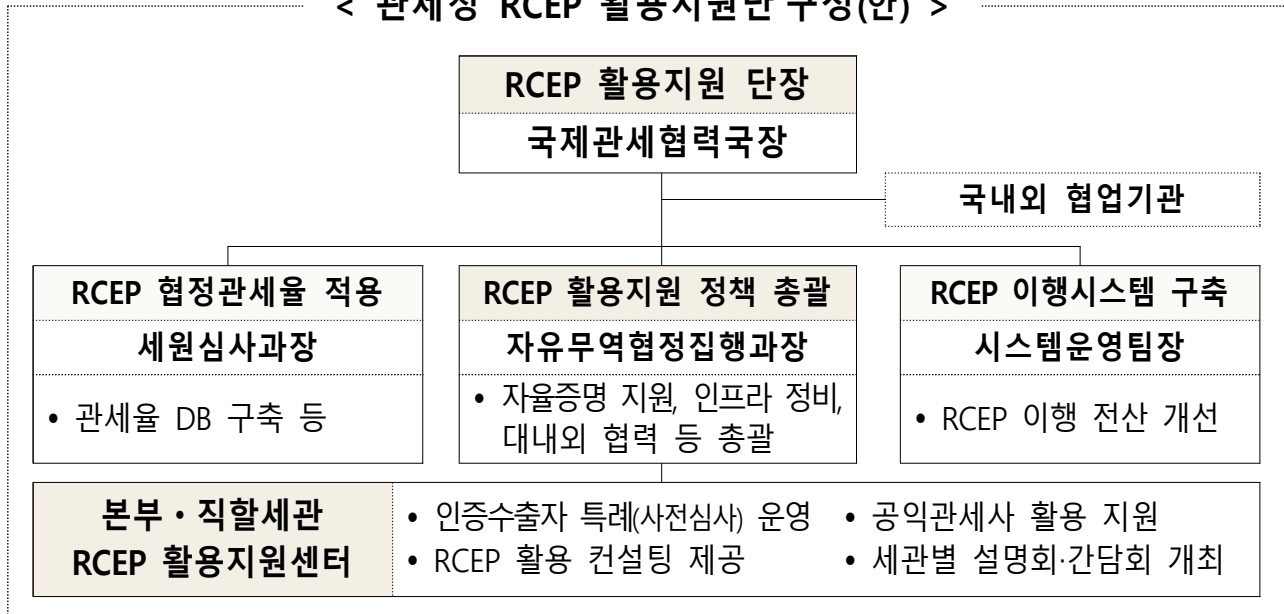 < 관세청 RCEP 활용지원단 구성(안) >
RCEP 활용지원 단장
국제관세협력국장
국내외 협업기관
RCEP 협정관세율 적용
세원심사과장
• 관세율 DB 구축 등
RCEP 활용지원 정책 총괄
자유무역협정집행과장
• 자율증명 지원, 인프라 정비,
대내외 협력 등 총괄
RCEP 이행시스템 구축
시스템운영팀장
• RCEP 이행 전산 개선
본부・직할세관
RCEP 활용지원센터
• 인증수출자 특례(사전심사) 운영
• 공익관세사 활용 지원
• RCEP 활용 컨설팅 제공
• 세관별 설명회·간담회 개최